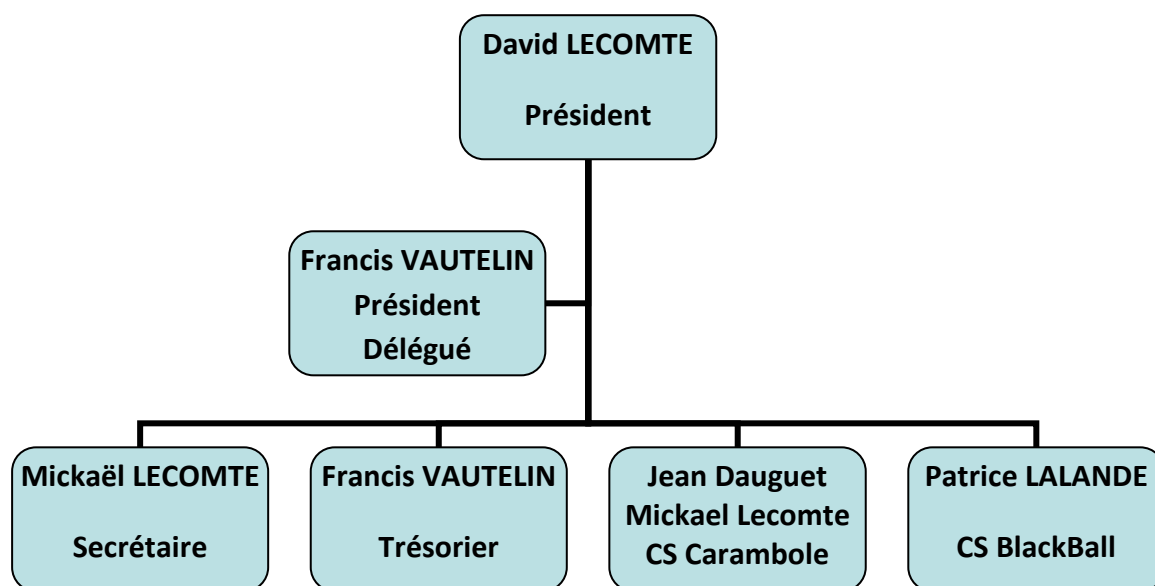 David LECOMTE
Président
Francis VAUTELIN
Président
Délégué
Mickaël LECOMTE
Secrétaire
Francis VAUTELIN
Trésorier
Jean Dauguet
Mickael Lecomte
CS Carambole
Patrice LALANDE
CS BlackBall